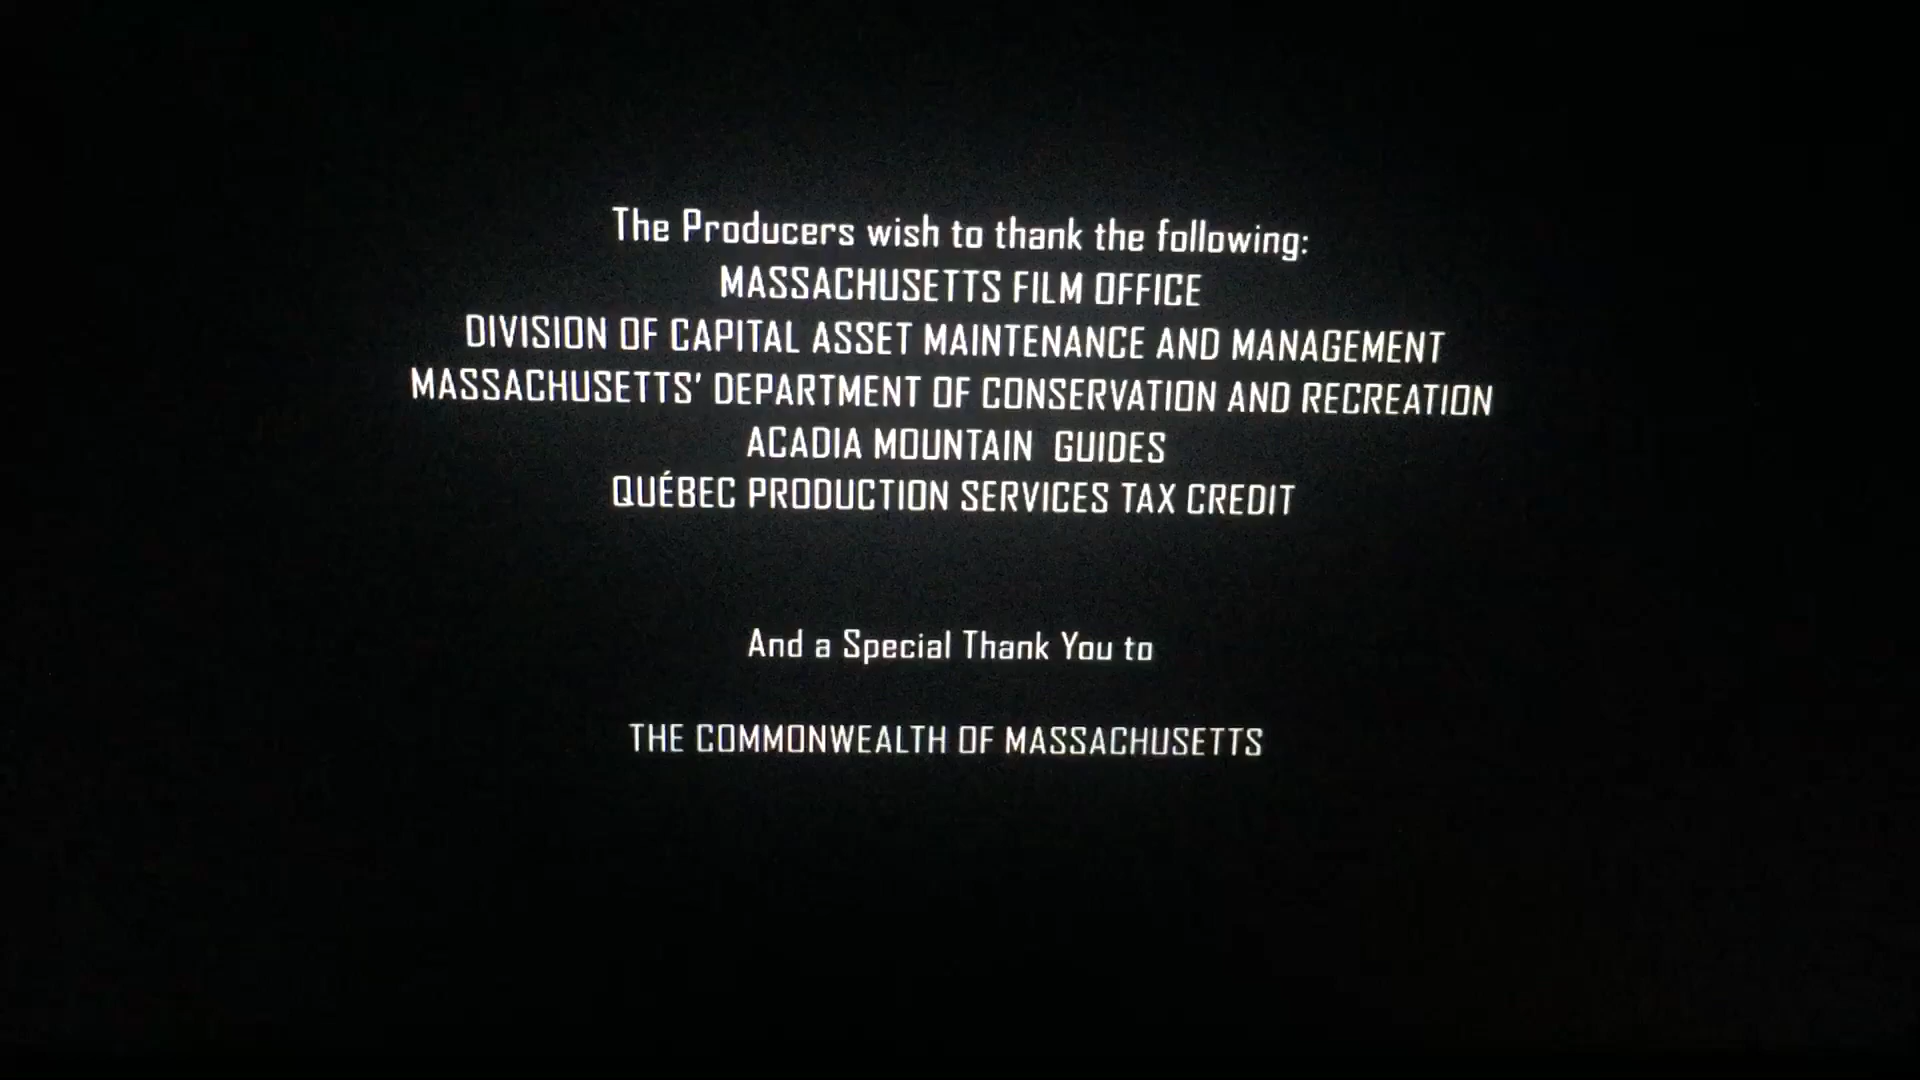 The Producers wish to thank the following:
MASSACHUSETTS FILM OFFICE
DIVISION OF CAPITAL ASSET MAINTENANCE AND MANAGEMENT
MASSACHUSETTS' DEPARTMENT OF CONSERVATION AND RECREATION
ACADIA MOUNTAIN GUIDES
QUÉBEC PRODUCTION SERVICES TAX CREDIT
And a Special Thank You to
THE COMMONWEALTH OF MASSACHUSETTS